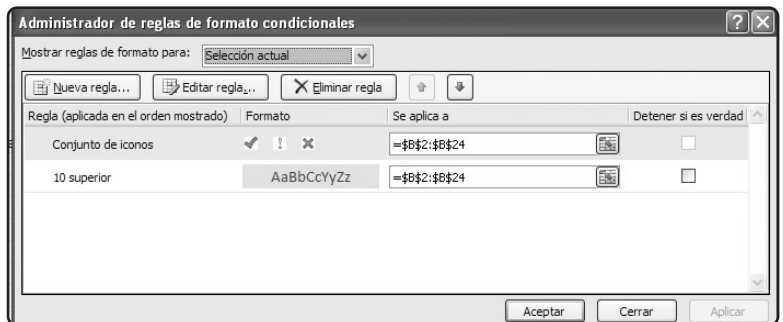 Administrador de reglas de formato condicionales
Mostrar reglas de formato para: Selección actual
Nueva regla... Editar regla... Eliminar regla
Regla (aplicada en el orden mostrado) Formato Se aplica a Detener si es verdad
Conjunto de iconos =$B$2:$B$24
10 superior AaBbCcYyZz =$B$2:$B$24
Aceptar Cerrar Aplicar